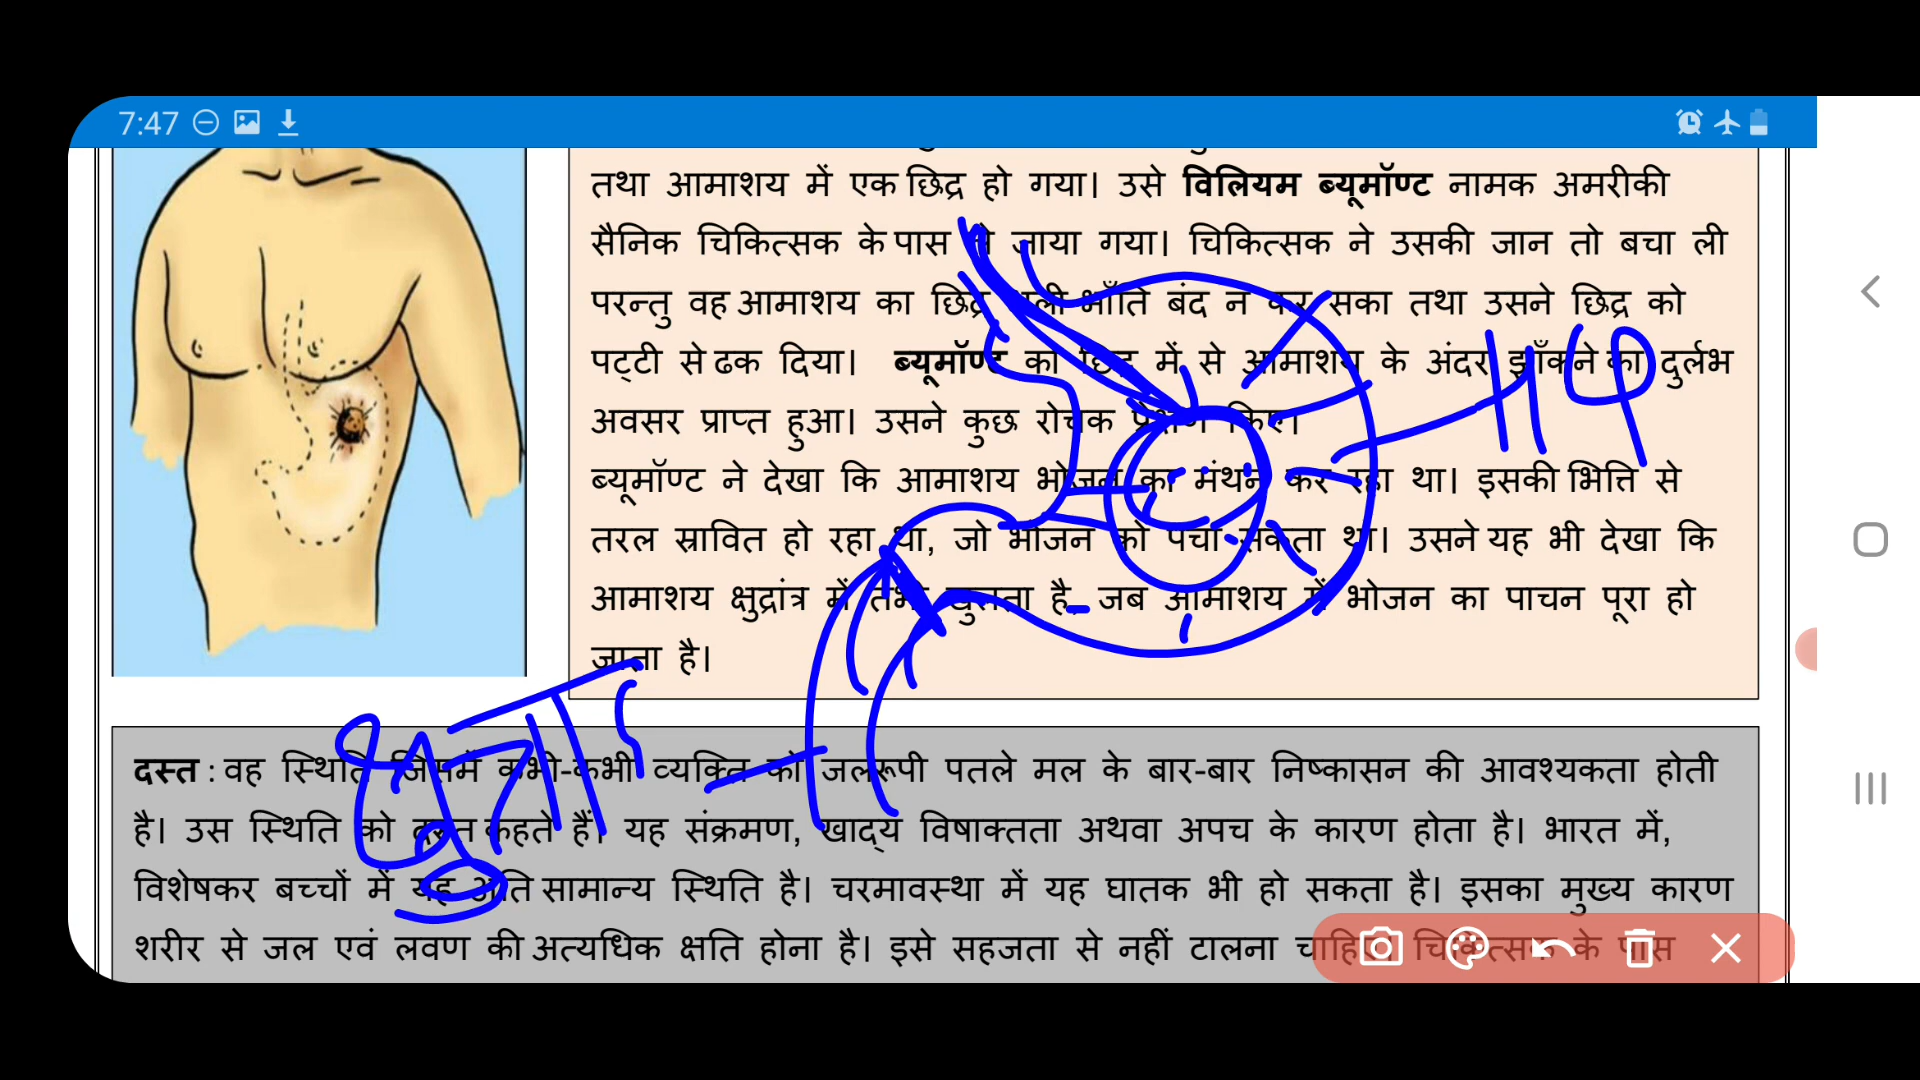 7:47
तथा आमाशय में एक छिद्र हो गया। उसे विलियम ब्यूमॉण्ट नामक अमरीकी
सैनिक चिकित्सक के पास ले जाया गया। चिकित्सक ने उसकी जान तो बचा ली
परन्तु वह आमाशय का छिद्र भली भाँति बंद न कर सका तथा उसने छिद्र को
पट्टी से ढक दिया। ब्यूमॉण्ट को छिद्र में से आमाशय के अंदर झाँकने का दुर्लभ
अवसर प्राप्त हुआ। उसने कुछ रोचक प्रेक्षण किए।
ब्यूमॉण्ट ने देखा कि आमाशय भोजन का मंथन कर रहा था। इसकी भित्ति से
तरल स्रावित हो रहा था, जो भोजन को पचा सकता था। उसने यह भी देखा कि
आमाशय क्षुद्रांत्र में तभी खुलता है, जब आमाशय में भोजन का पाचन पूरा हो
जाता है।
दस्त : वह स्थिति जिसमें कभी-कभी व्यक्ति को जलरूपी पतले मल के बार-बार निष्कासन की आवश्यकता होती
है। उस स्थिति को दस्त कहते हैं। यह संक्रमण, खाद्य विषाक्तता अथवा अपच के कारण होता है। भारत में,
विशेषकर बच्चों में यह अति सामान्य स्थिति है। चरमावस्था में यह घातक भी हो सकता है। इसका मुख्य कारण
शरीर से जल एवं लवण की अत्यधिक क्षति होना है। इसे सहजता से नहीं टालना चाहिए। चिकित्सक के पास